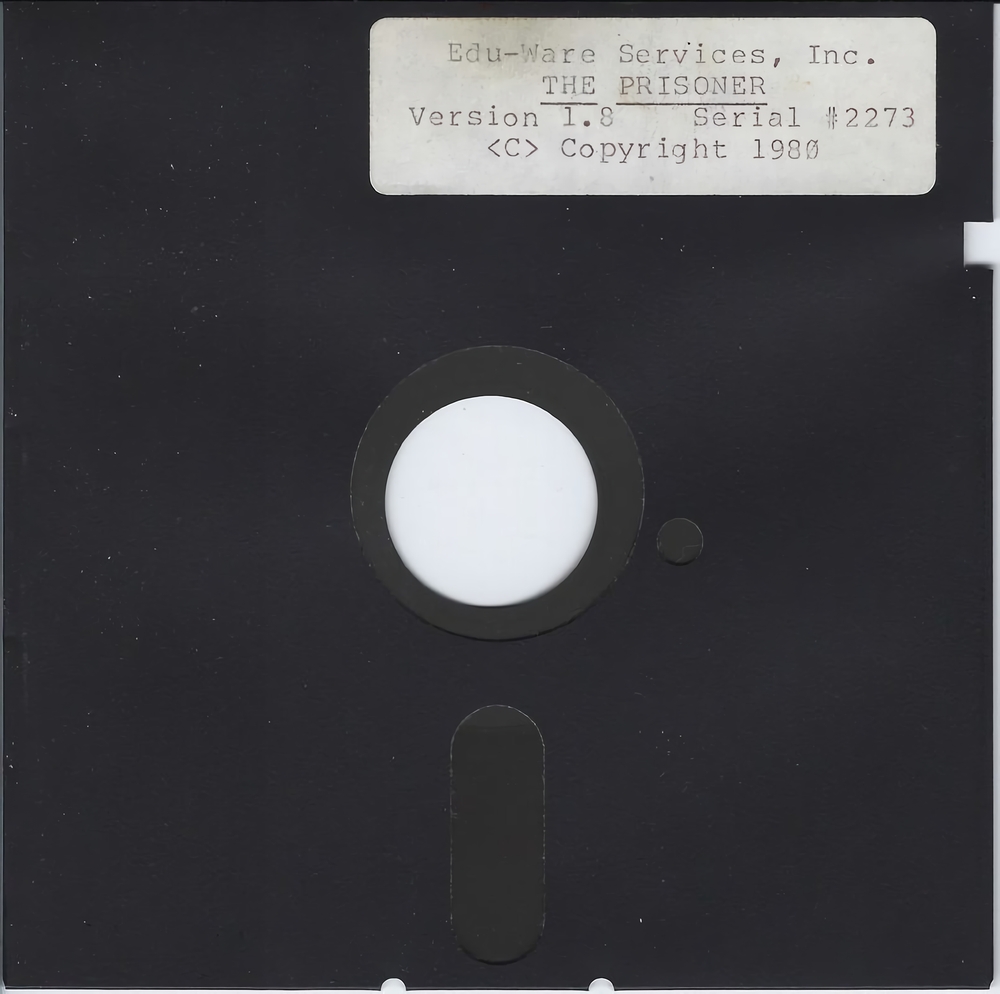 Edu-Ware Services, Inc.
THE PRISONER
Version 1.8 Serial #2273
<C> Copyright 1980